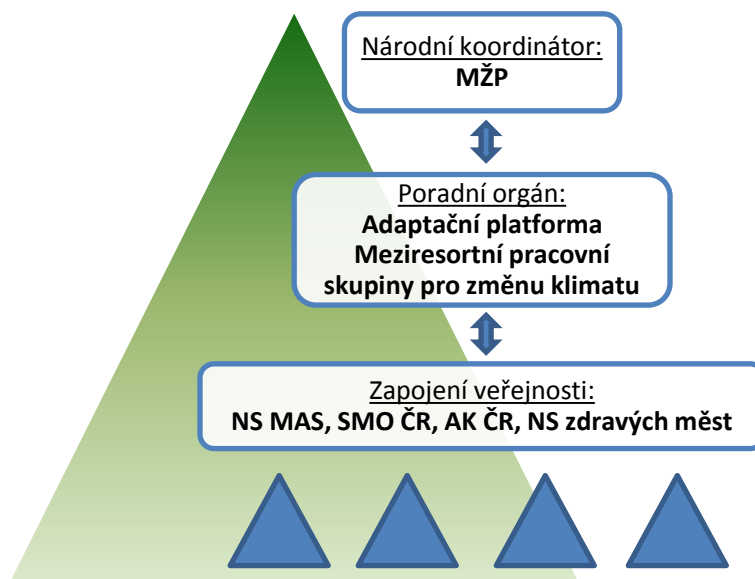 Národní koordinátor:
MŽP
Poradní orgán:
Adaptační platforma
Meziresortní pracovní
skupiny pro změnu klimatu
Zapojení veřejnosti:
NS MAS, SMO ČR, AK ČR, NS zdravých měst